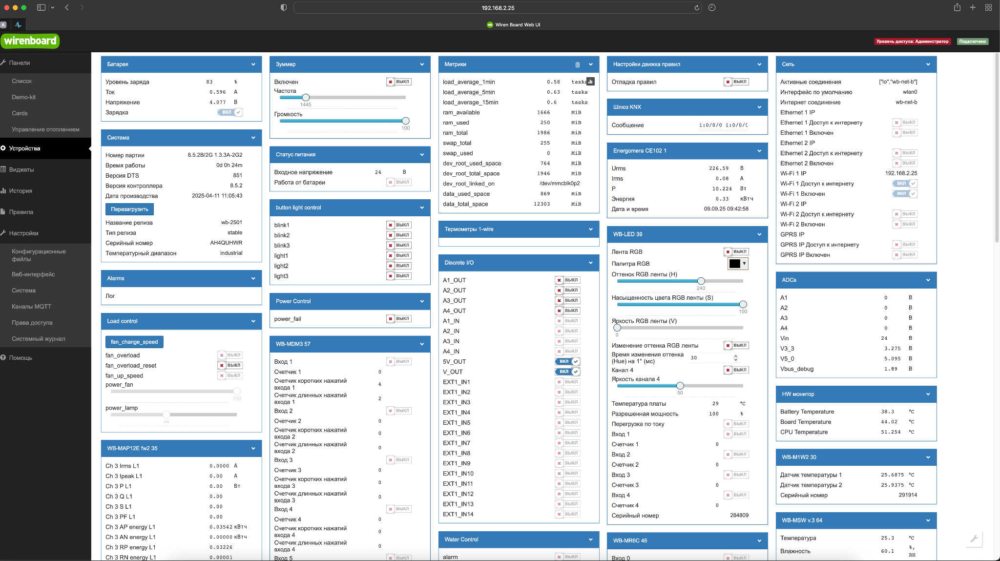 192.168.2.25
A
wb Wiren Board Web UI
wirenboard
Уровень доступа: Администратор
Подключено
Панели
Список
Demo-kit
Cards
Управление отоплением
Устройства
Виджеты
История
Правила
Настройки
Конфигурационные
файлы
Веб-интерфейс
Система
Каналы MQTT
Права доступа
Системный журнал
Помощь
Батарея
Уровень заряда 83 %
Ток 0.596 А
Напряжение 4.077 В
Зарядка ВКЛ
Система
Номер партии 8.5.2B/2G 1.3.3A-2G2
Время работы 0d 0h 24m
Версия DTS 851
Версия контроллера 8.5.2
Дата производства 2025-04-11 11:05:43
Перезагрузить
Название релиза wb-2501
Тип релиза stable
Серийный номер AH4QUHWR
Температурный диапазон industrial
Alarms
Лог
Load control
fan_change_speed
fan_overload ВЫКЛ
fan_overload_reset ВЫКЛ
fan_up_speed ВЫКЛ
power_fan
100
power_lamp
44
WB-MAP12E fw2 35
Ch 3 Irms L1 0.0000 А
Ch 3 Ipeak L1 0.00 А
Ch 3 P L1 0.00 Вт
Ch 3 Q L1 0.00
Ch 3 S L1 0.00
Ch 3 PF L1 0.00
Ch 3 AP energy L1 0.03542 кВтч
Ch 3 AN energy L1 0.00000 кВтч
Ch 3 RP energy L1 0.03226
Ch 3 RN energy L1 0.00001
Зуммер
Включен ВЫКЛ
Частота
1445
Громкость
100
Статус питания
Входное напряжение 24 В
Работа от батареи ВЫКЛ
button light control
blink1 ВЫКЛ
blink2 ВЫКЛ
blink3 ВЫКЛ
light1 ВЫКЛ
light2 ВЫКЛ
light3 ВЫКЛ
Power Control
power_fail ВЫКЛ
WB-MDM3 57
Вход 1 ВЫКЛ
Счетчик 1 0
Счетчик коротких нажатий
входа 1 4
Счетчик длинных нажатий
входа 1 2
Вход 2 ВЫКЛ
Счетчик 2 0
Счетчик коротких нажатий
входа 2 0
Счетчик длинных нажатий
входа 2 0
Вход 3 ВЫКЛ
Счетчик 3 0
Счетчик коротких нажатий
входа 3 0
Счетчик длинных нажатий
входа 3 0
Вход 4 ВЫКЛ
Счетчик 4 0
Счетчик коротких нажатий
входа 4 0
Счетчик длинных нажатий
входа 4 0
Вход 5 ВЫКЛ
Метрики
load_average_1min 0.58 tasks
load_average_5min 0.63 tasks
load_average_15min 0.6 tasks
ram_available 1666 MiB
ram_used 250 MiB
ram_total 1986 MiB
swap_total 255 MiB
swap_used 0 MiB
dev_root_used_space 764 MiB
dev_root_total_space 1946 MiB
dev_root_linked_on /dev/mmcblk0p2
data_used_space 869 MiB
data_total_space 12303 MiB
Термометры 1-wire
Discrete I/O
A1_OUT ВЫКЛ
A2_OUT ВЫКЛ
A3_OUT ВЫКЛ
A4_OUT ВЫКЛ
A1_IN ВЫКЛ
A2_IN ВЫКЛ
A3_IN ВЫКЛ
A4_IN ВЫКЛ
5V_OUT ВКЛ
V_OUT ВКЛ
EXT1_IN1 ВЫКЛ
EXT1_IN2 ВЫКЛ
EXT1_IN3 ВЫКЛ
EXT1_IN4 ВЫКЛ
EXT1_IN5 ВЫКЛ
EXT1_IN6 ВЫКЛ
EXT1_IN7 ВЫКЛ
EXT1_IN8 ВЫКЛ
EXT1_IN9 ВЫКЛ
EXT1_IN10 ВЫКЛ
EXT1_IN11 ВЫКЛ
EXT1_IN12 ВЫКЛ
EXT1_IN13 ВЫКЛ
EXT1_IN14 ВЫКЛ
Water Control
alarm ВЫКЛ
Настройки движка правил
Отладка правил ВЫКЛ
Шлюз KNX
Сообщение i:0/0/0 i:0/0/0
Energomera CE102 1
Urms 226.59 В
Irms 0.08 А
P 10.224 Вт
Энергия 0.33 кВтч
Дата и время 09.09.25 09:42:58
WB-LED 39
Лента RGB ВЫКЛ
Палитра RGB
Оттенок RGB ленты (H)
240
Насыщенность цвета RGB ленты (S)
100
Яркость RGB ленты (V)
0
Изменение оттенка RGB ленты ВЫКЛ
Время изменения оттенка
(Hue) на 1° (мс) 30
Канал 4 ВЫКЛ
Яркость канала 4
50
Температура платы 29 °C
Разрешенная мощность 100 %
Перегрузка по току ВЫКЛ
Вход 1 ВЫКЛ
Счетчик 1 0
Вход 2 ВЫКЛ
Счетчик 2 0
Вход 3 ВЫКЛ
Счетчик 3 0
Вход 4 ВЫКЛ
Счетчик 4 0
Серийный номер 284809
WB-MR6C 46
Вход 0 ВЫКЛ
Сеть
Активные соединения ["lo","wb-net-b"]
Интерфейс по умолчанию wlan0
Интернет соединение wb-net-b
Ethernet 1 IP
Ethernet 1 Доступ к интернету ВЫКЛ
Ethernet 1 Включен ВЫКЛ
Ethernet 2 IP
Ethernet 2 Доступ к интернету ВЫКЛ
Ethernet 2 Включен ВЫКЛ
Wi-Fi 1 IP 192.168.2.25
Wi-Fi 1 Доступ к интернету ВКЛ
Wi-Fi 1 Включен ВКЛ
Wi-Fi 2 IP
Wi-Fi 2 Доступ к интернету ВЫКЛ
Wi-Fi 2 Включен ВЫКЛ
GPRS IP
GPRS IP Доступ к интернету ВЫКЛ
GPRS IP Включен ВЫКЛ
ADCs
A1 0 В
A2 0 В
A3 0 В
A4 0 В
Vin 24 В
V3_3 3.275 В
V5_0 5.095 В
Vbus_debug 1.89 В
HW монитор
Battery Temperature 38.3 °C
Board Temperature 44.02 °C
CPU Temperature 51.254 °C
WB-M1W2 30
Датчик температуры 1 25.6875 °C
Датчик температуры 2 25.9375 °C
Серийный номер 291914
WB-MSW v.3 64
Температура 25.3 °C
Влажность 60.1 %,
RH